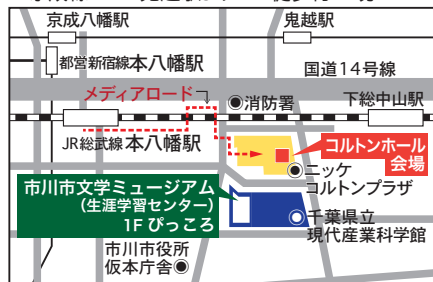 京成八幡駅
鬼越駅
都営新宿線本八幡駅
国道14号線
メディアロード
消防署
下総中山駅
JR総武線本八幡駅
コルトンホール
会場
ニッケ
コルトンプラザ
市川市文学ミュージアム
(生涯学習センター)
1F ぴっころ
千葉県立
現代産業科学館
市川市役所
仮本庁舎